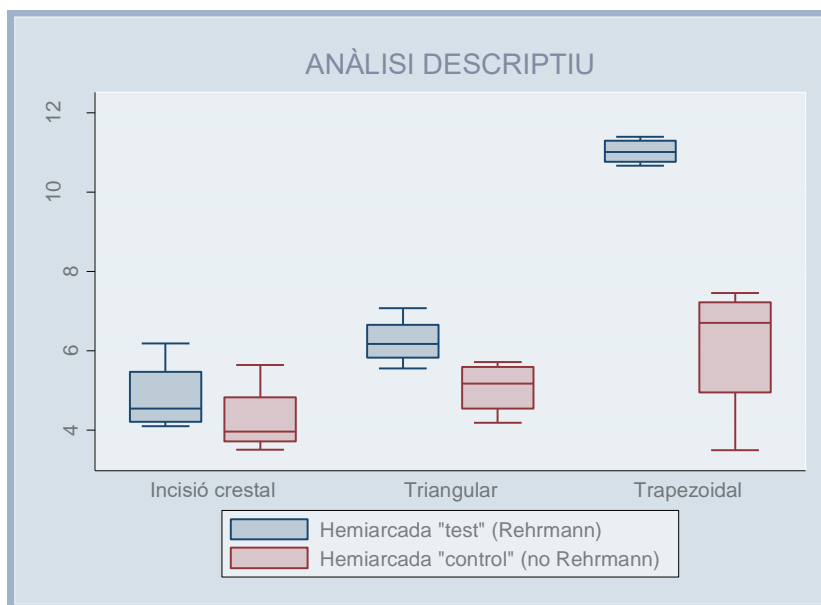 ANÀLISI DESCRIPTIU
12
10
8
6
4
Incisió crestal Triangular Trapezoidal
Hemiarcada "test" (Rehrmann)
Hemiarcada "control" (no Rehrmann)